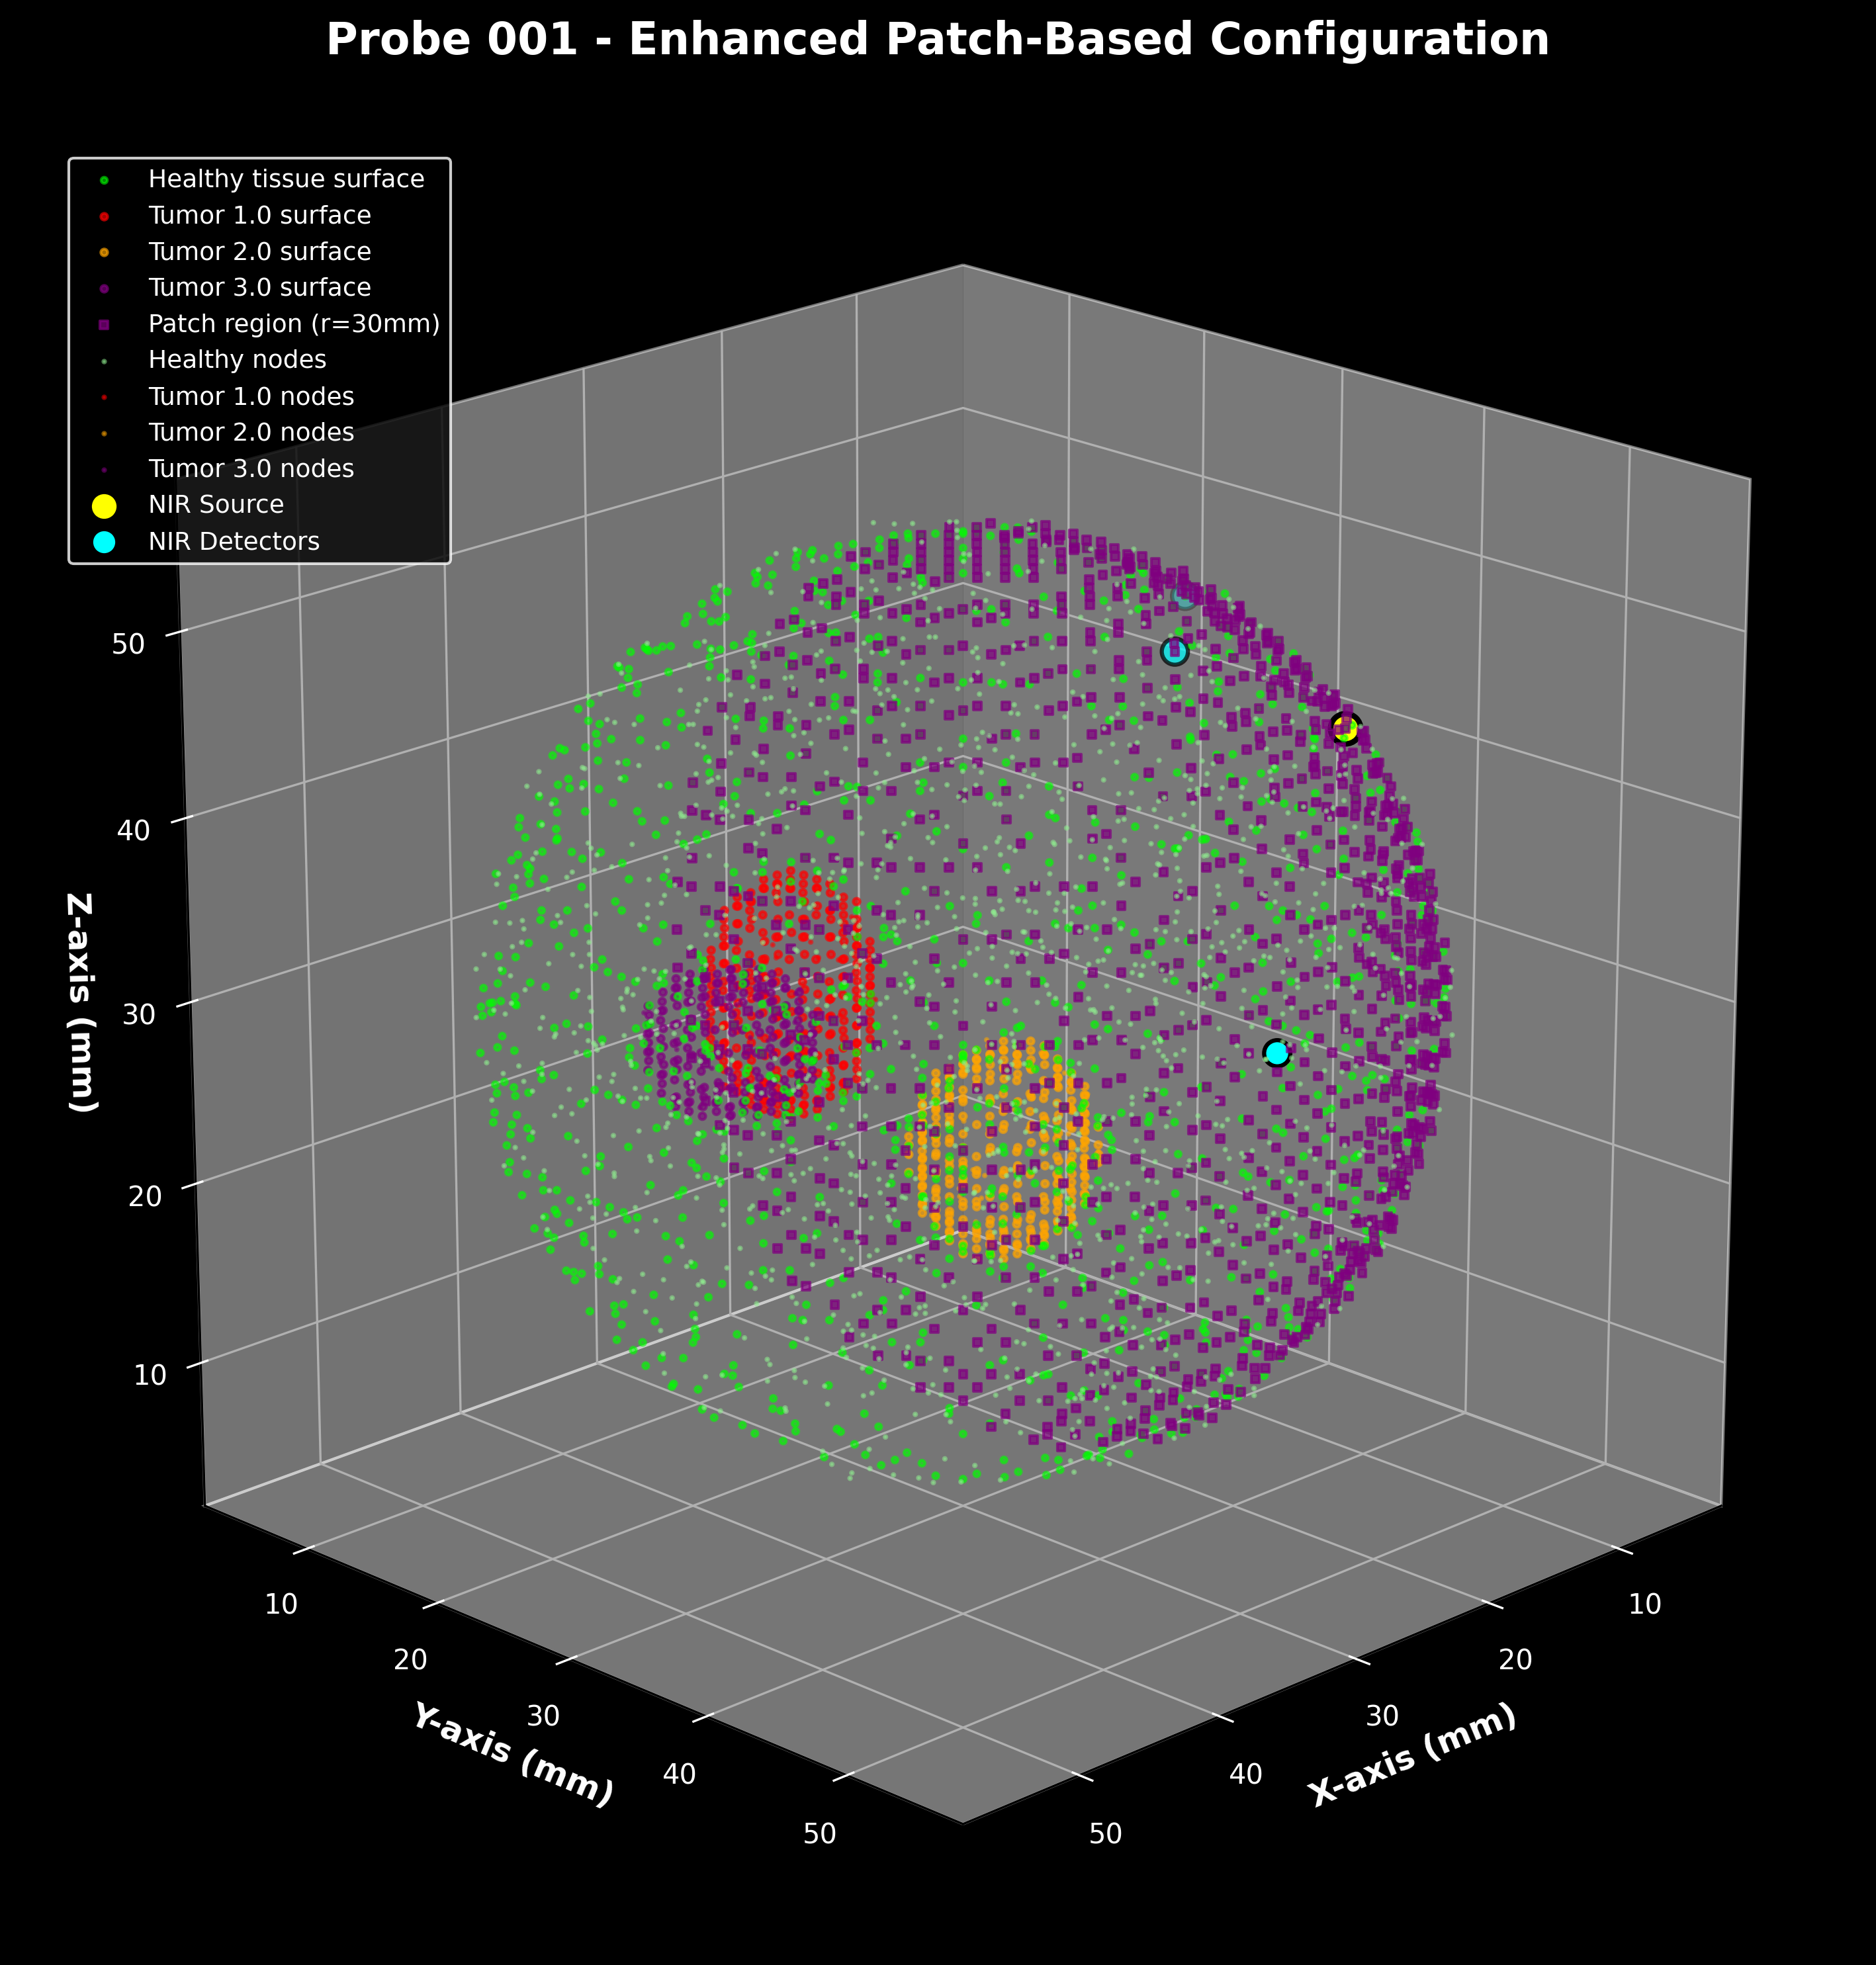 Probe 001 - Enhanced Patch-Based Configuration
Healthy tissue surface
Tumor 1.0 surface
Tumor 2.0 surface
Tumor 3.0 surface
Patch region (r=30mm)
Healthy nodes
Tumor 1.0 nodes
Tumor 2.0 nodes
Tumor 3.0 nodes
NIR Source
NIR Detectors
50
40
30
20
10
Z-axis (mm)
10
20
30
40
50
Y-axis (mm)
10
20
30
40
50
X-axis (mm)